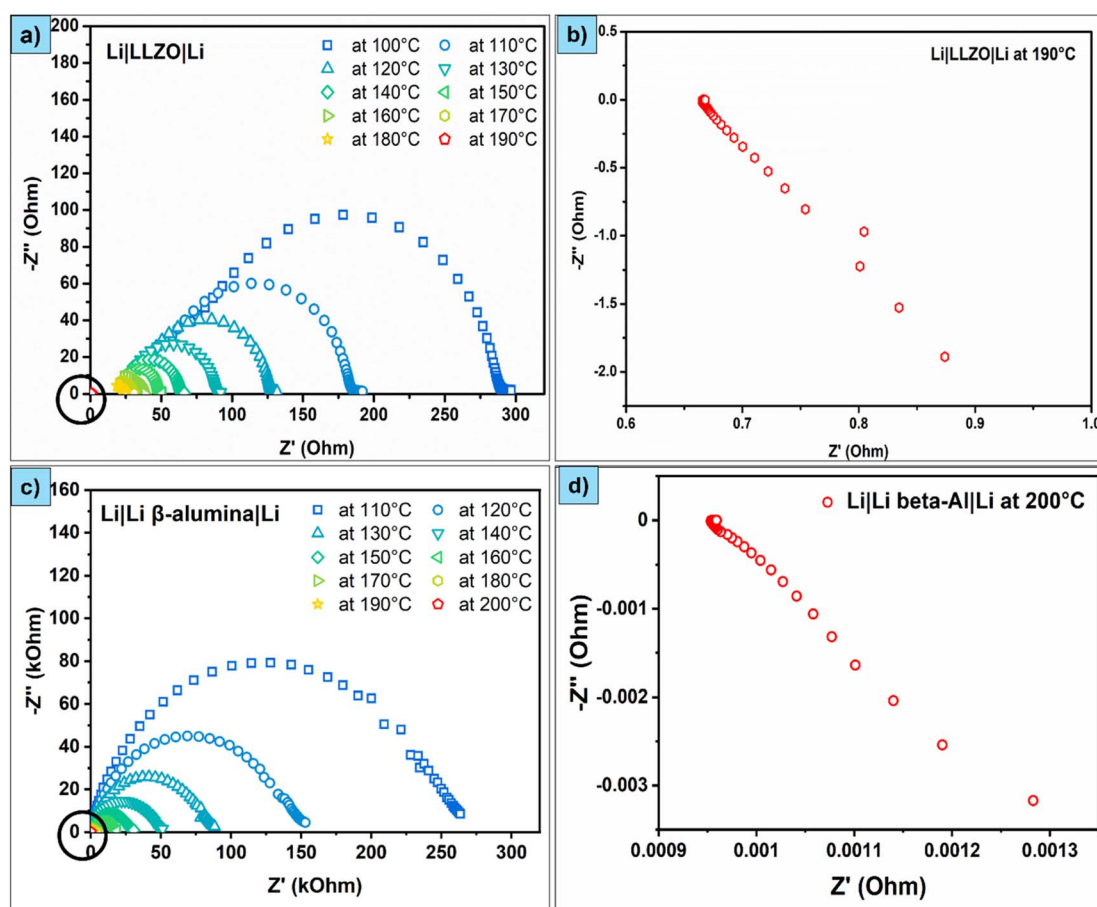 a)
Li|LLZO|Li
at 100°C at 110°C
at 120°C at 130°C
at 140°C at 150°C
at 160°C at 170°C
at 180°C at 190°C
200
180
160
140
120
100
80
60
40
20
0
-Z'' (Ohm)
0 50 100 150 200 250 300
Z' (Ohm)
b)
Li|LLZO|Li at 190°C
0.5
0.0
-0.5
-1.0
-1.5
-2.0
-Z'' (Ohm)
0.6 0.7 0.8 0.9 1.0
Z' (Ohm)
c)
Li|Li β-alumina|Li
at 110°C at 120°C
at 130°C at 140°C
at 150°C at 160°C
at 170°C at 180°C
at 190°C at 200°C
160
140
120
100
80
60
40
20
0
-Z'' (kOhm)
0 50 100 150 200 250 300
Z' (kOhm)
d)
Li|Li beta-Al|Li at 200°C
0
-0.001
-0.002
-0.003
-Z'' (Ohm)
0.0009 0.001 0.0011 0.0012 0.0013
Z' (Ohm)